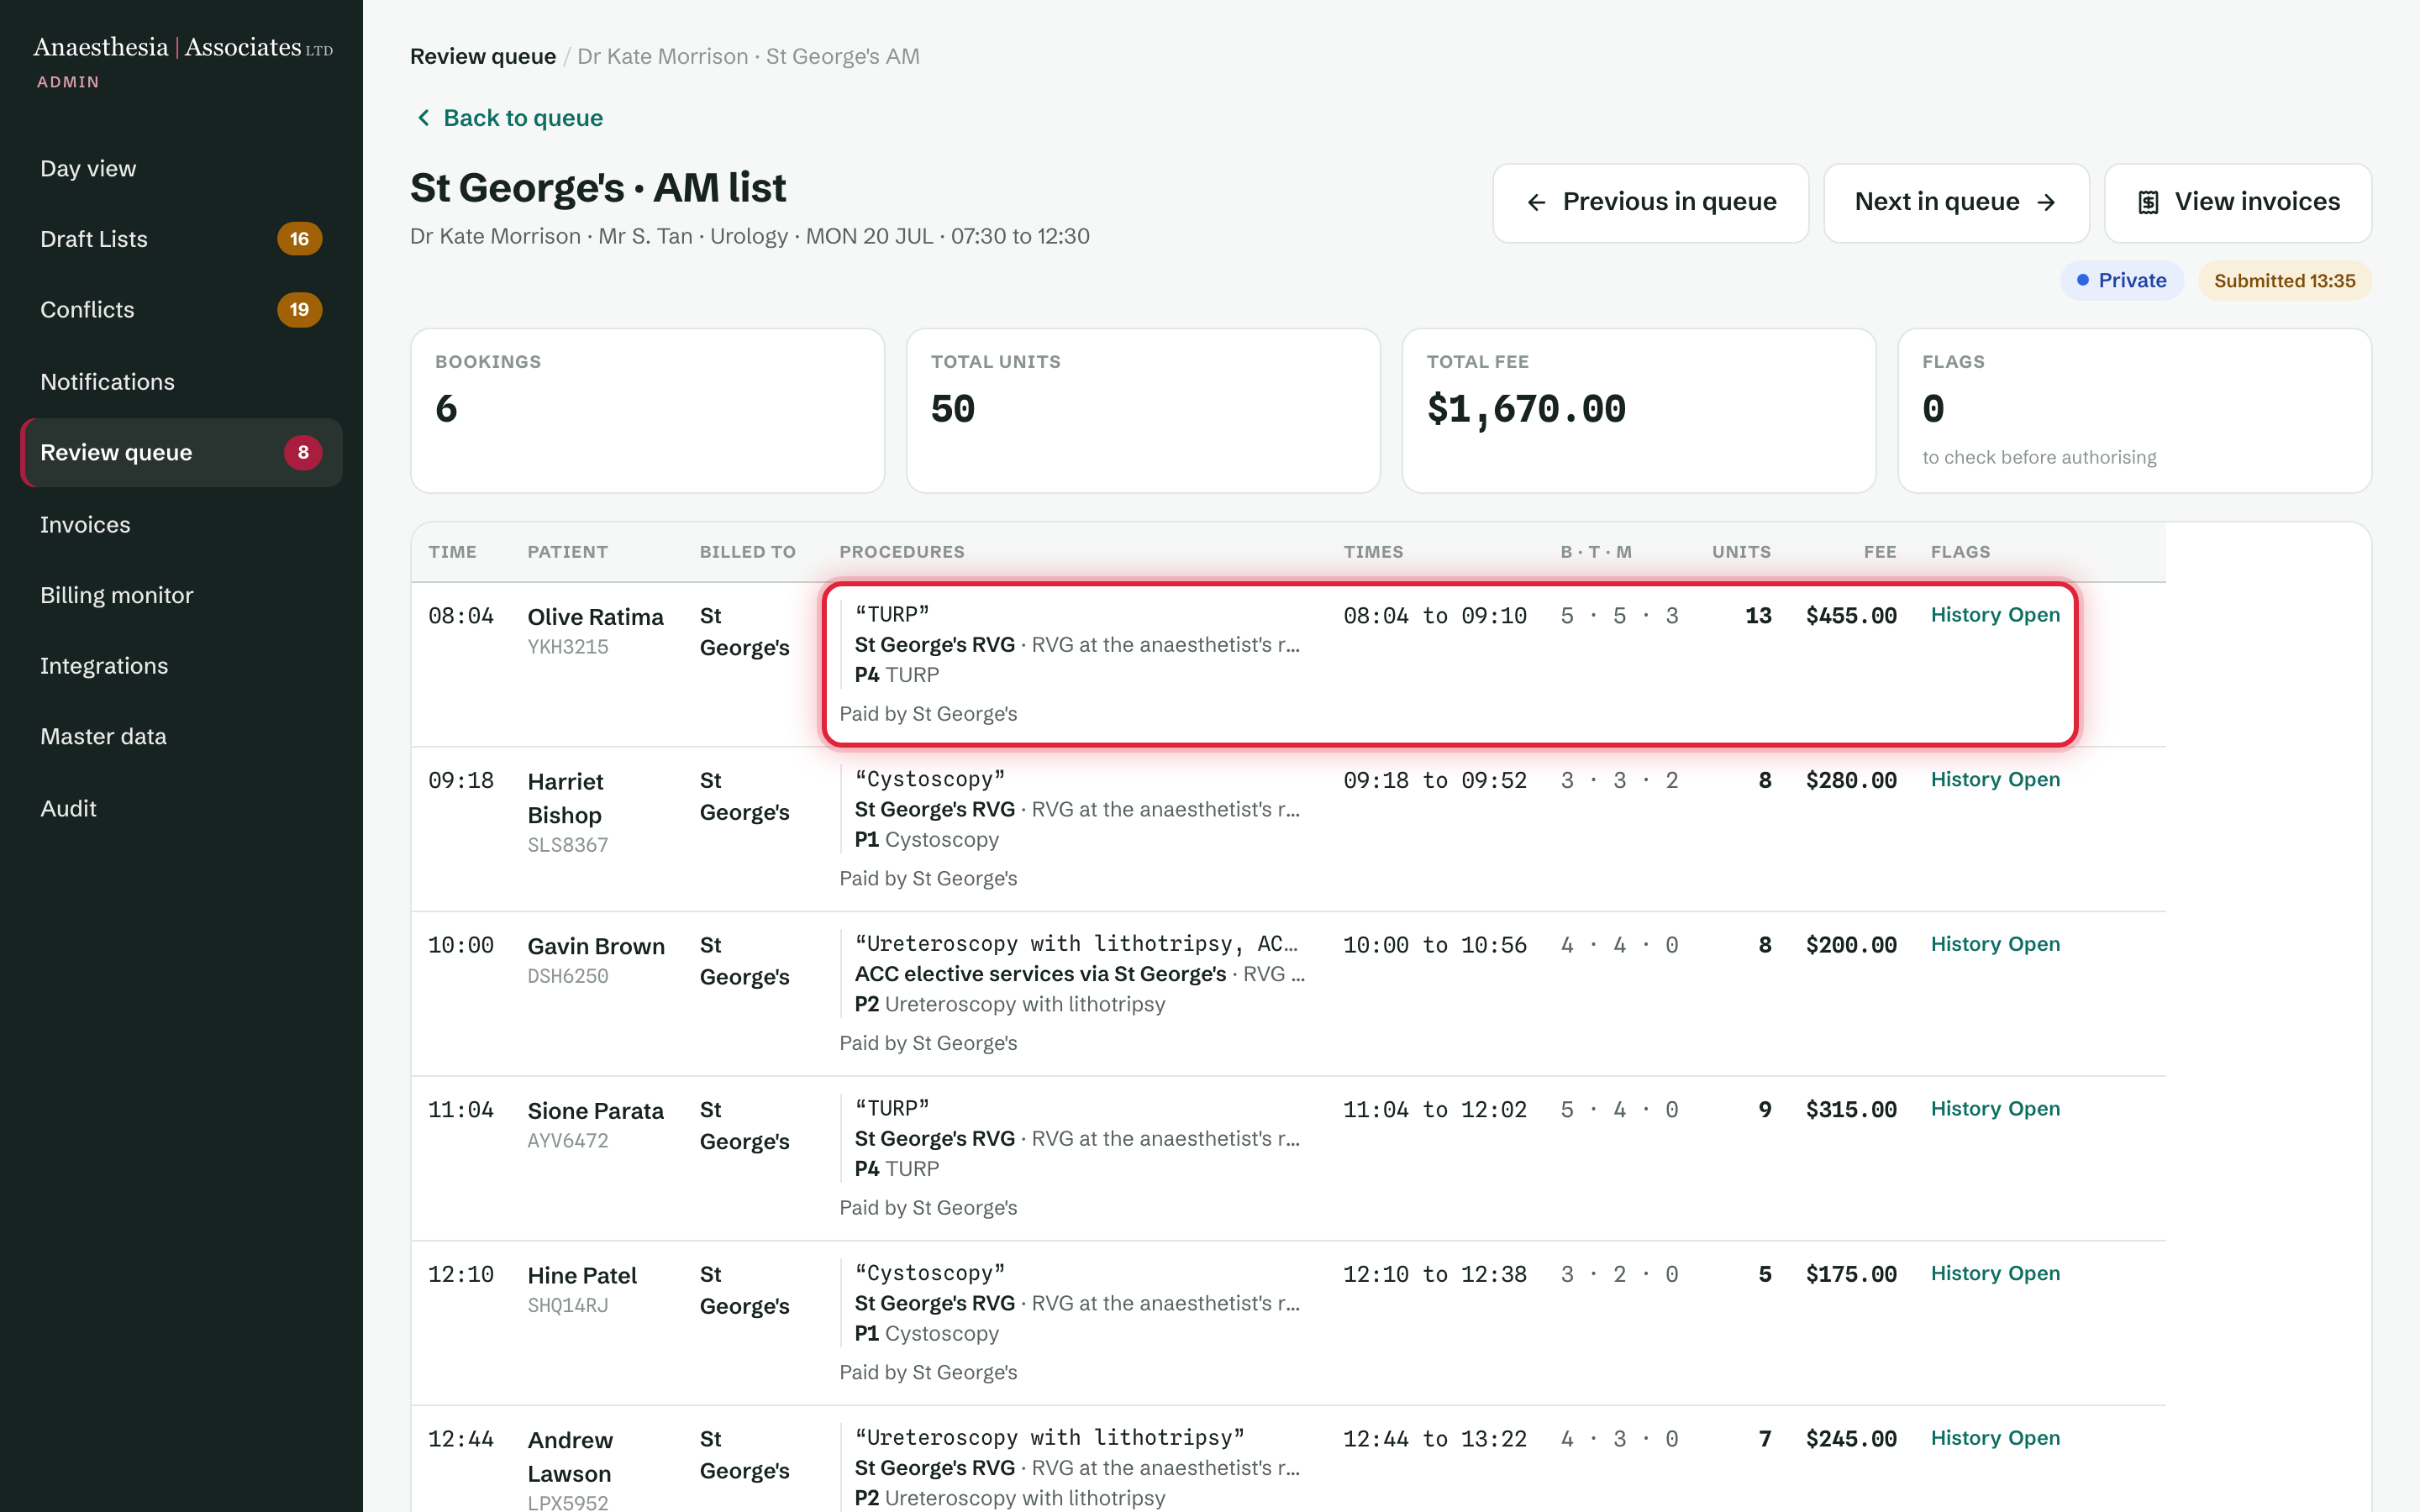 Anaesthesia | Associates LTD
ADMIN
Day view
Draft Lists 16
Conflicts 19
Notifications
Review queue 8
Invoices
Billing monitor
Integrations
Master data
Audit
Review queue / Dr Kate Morrison · St George's AM
Back to queue
St George's · AM list
Dr Kate Morrison · Mr S. Tan · Urology · MON 20 JUL · 07:30 to 12:30
← Previous in queue
Next in queue →
View invoices
Private
Submitted 13:35
BOOKINGS
6
TOTAL UNITS
50
TOTAL FEE
$1,670.00
FLAGS
0
to check before authorising
TIME PATIENT BILLED TO PROCEDURES TIMES B · T · M UNITS FEE FLAGS
08:04 Olive Ratima St “TURP” 08:04 to 09:10 5 · 5 · 3 13 $455.00 History Open
YKH3215 George's St George's RVG · RVG at the anaesthetist's r...
P4 TURP
Paid by St George's
09:18 Harriet St “Cystoscopy” 09:18 to 09:52 3 · 3 · 2 8 $280.00 History Open
Bishop George's St George's RVG · RVG at the anaesthetist's r...
SLS8367 P1 Cystoscopy
Paid by St George's
10:00 Gavin Brown St “Ureteroscopy with lithotripsy, AC... 10:00 to 10:56 4 · 4 · 0 8 $200.00 History Open
DSH6250 George's ACC elective services via St George's · RVG ...
P2 Ureteroscopy with lithotripsy
Paid by St George's
11:04 Sione Parata St “TURP” 11:04 to 12:02 5 · 4 · 0 9 $315.00 History Open
AYV6472 George's St George's RVG · RVG at the anaesthetist's r...
P4 TURP
Paid by St George's
12:10 Hine Patel St “Cystoscopy” 12:10 to 12:38 3 · 2 · 0 5 $175.00 History Open
SHQ14RJ George's St George's RVG · RVG at the anaesthetist's r...
P1 Cystoscopy
Paid by St George's
12:44 Andrew St “Ureteroscopy with lithotripsy” 12:44 to 13:22 4 · 3 · 0 7 $245.00 History Open
Lawson George's St George's RVG · RVG at the anaesthetist's r...
LPX5952 P2 Ureteroscopy with lithotripsy